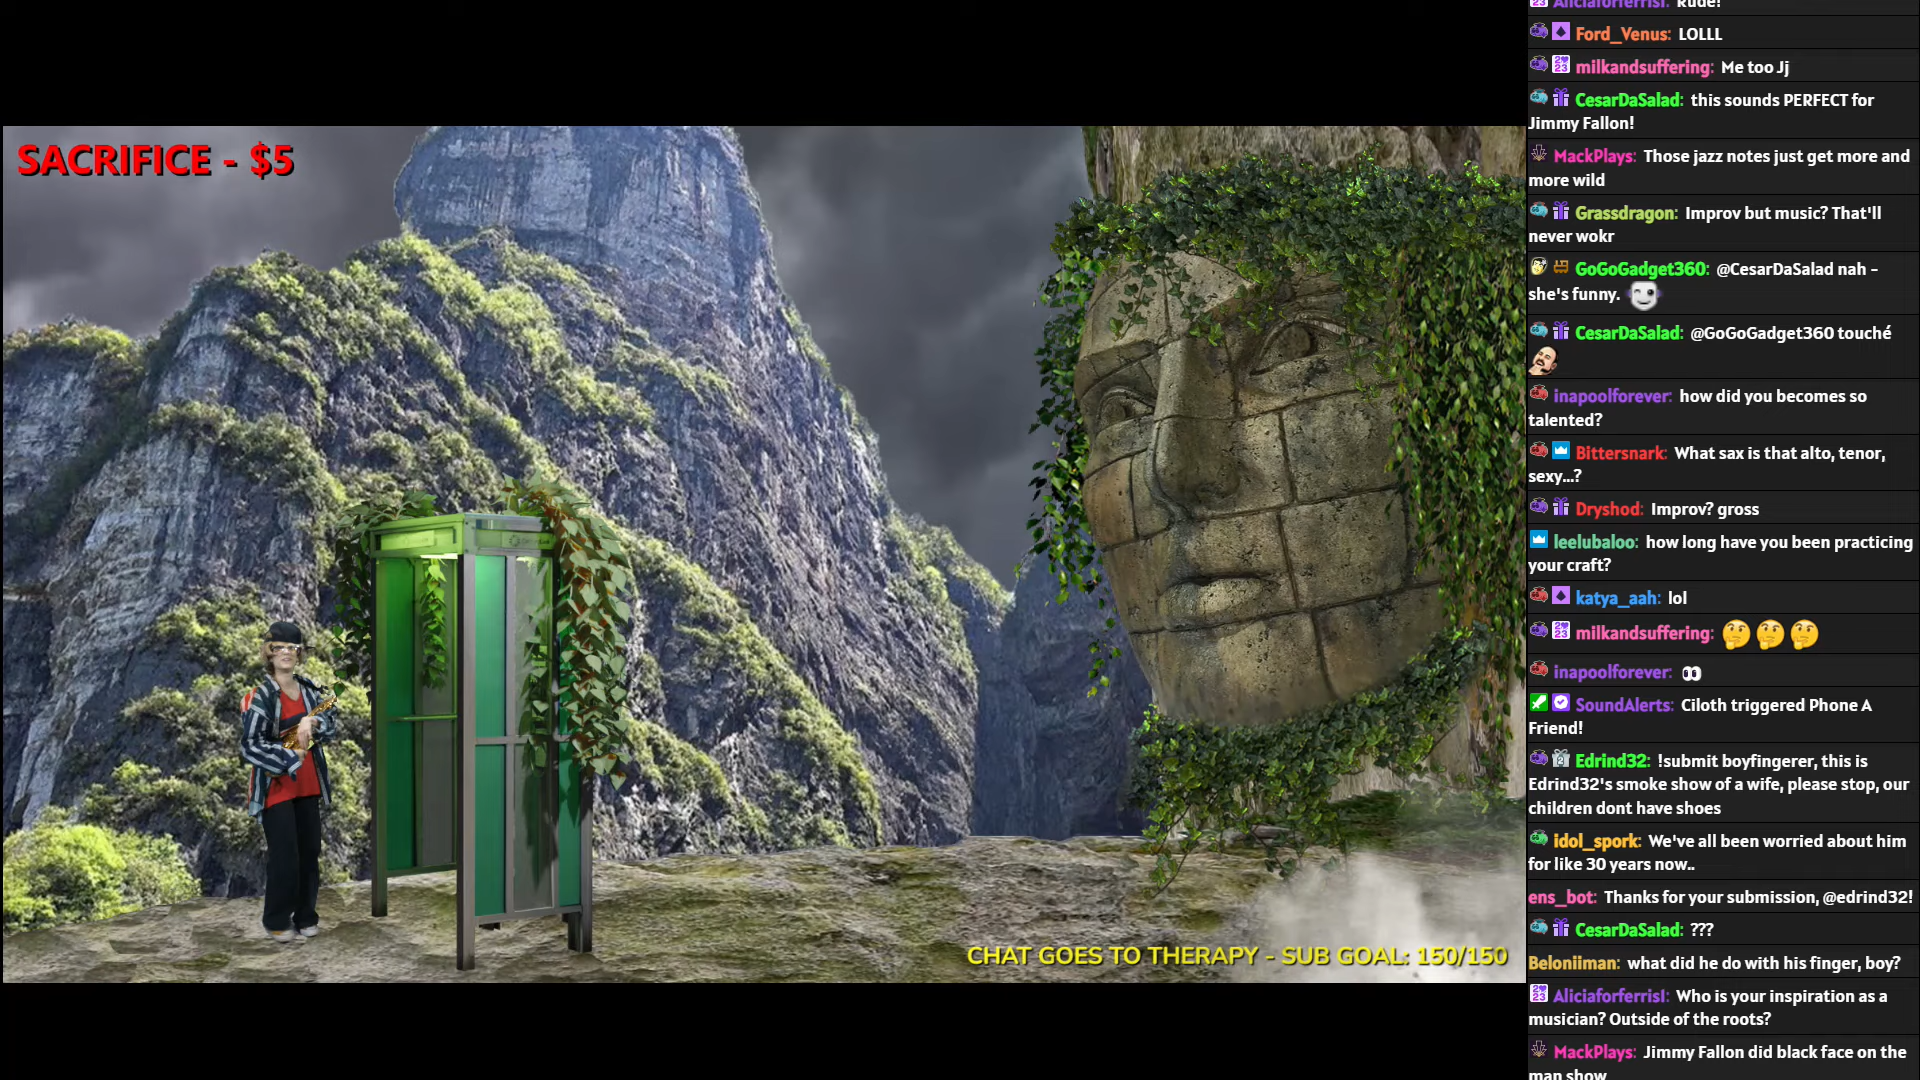 SACRIFICE - $5
CHAT GOES TO THERAPY - SUB GOAL: 150/150
Aliciaforferrisl: Rude!
Ford_Venus: LOLLL
milkandsuffering: Me too Jj
CesarDaSalad: this sounds PERFECT for
Jimmy Fallon!
MackPlays: Those jazz notes just get more and
more wild
Grassdragon: Improv but music? That'll
never wokr
GoGoGadget360: @CesarDaSalad nah -
she's funny.
CesarDaSalad: @GoGoGadget360 touché
inapoolforever: how did you becomes so
talented?
Bittersnark: What sax is that alto, tenor,
sexy...?
Dryshod: Improv? gross
leelubaloo: how long have you been practicing
your craft?
katya_aah: lol
milkandsuffering:
inapoolforever:
SoundAlerts: Ciloth triggered Phone A
Friend!
Edrind32: !submit boyfingerer, this is
Edrind32's smoke show of a wife, please stop, our
children dont have shoes
idol_spork: We've all been worried about him
for like 30 years now..
ens_bot: Thanks for your submission, @edrind32!
CesarDaSalad: ???
Beloniiman: what did he do with his finger, boy?
Aliciaforferrisl: Who is your inspiration as a
musician? Outside of the roots?
MackPlays: Jimmy Fallon did black face on the
man show